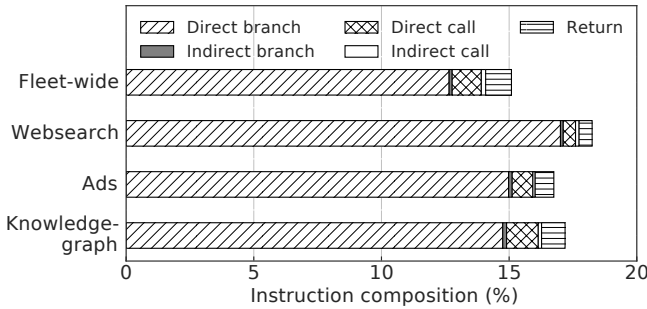 Direct branch Direct call Return
Indirect branch Indirect call
Fleet-wide
Websearch
Ads
Knowledge-
graph
0 5 10 15 20
Instruction composition (%)